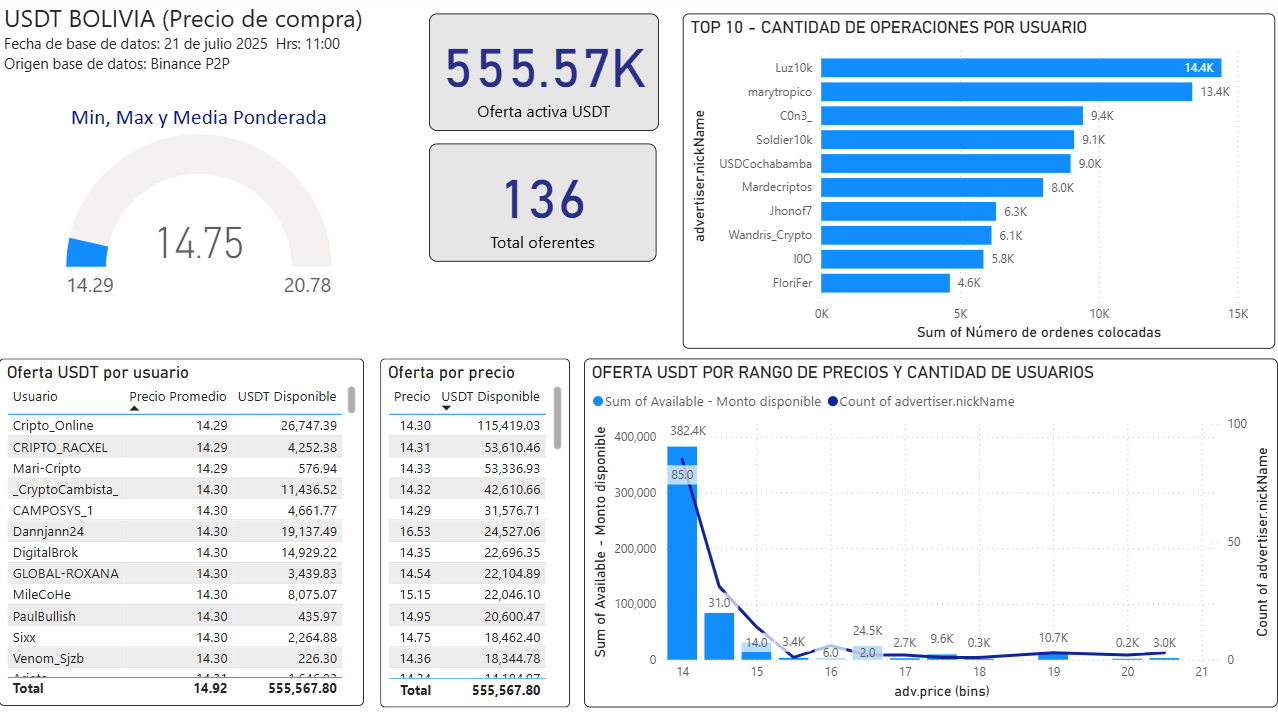 USDT BOLIVIA (Precio de compra)
Fecha de base de datos: 21 de julio 2025 Hrs: 11:00
Origen base de datos: Binance P2P
Min, Max y Media Ponderada
14.75
14.29
20.78
555.57K
Oferta activa USDT
136
Total oferentes
TOP 10 - CANTIDAD DE OPERACIONES POR USUARIO
advertiser.nickName
Luz10k 14.4K
marytropico 13.4K
C0n3_ 9.4K
Soldier10k 9.1K
USDCochabamba 9.0K
Mardecriptos 8.0K
Jhonof7 6.3K
Wandris_Crypto 6.1K
I0O 5.8K
FloriFer 4.6K
0K 5K 10K 15K
Sum of Número de ordenes colocadas
Oferta USDT por usuario
Usuario Precio Promedio USDT Disponible
Cripto_Online 14.29 26,747.39
CRIPTO_RACXEL 14.29 4,252.38
Mari-Cripto 14.29 576.94
_CryptoCambista_ 14.30 11,436.52
CAMPOSYS_1 14.30 4,661.77
Dannjann24 14.30 19,137.49
DigitalBrok 14.30 14,929.22
GLOBAL-ROXANA 14.30 3,439.83
MileCoHe 14.30 8,075.07
PaulBullish 14.30 435.97
Sixx 14.30 2,264.88
Venom_Sjzb 14.30 226.30
Total 14.92 555,567.80
Oferta por precio
Precio USDT Disponible
14.30 115,419.03
14.31 53,610.46
14.33 53,336.93
14.32 42,610.66
14.29 31,576.71
16.53 24,527.06
14.35 22,696.35
14.54 22,104.89
15.15 22,046.10
14.95 20,600.47
14.75 18,462.40
14.36 18,344.78
Total 555,567.80
OFERTA USDT POR RANGO DE PRECIOS Y CANTIDAD DE USUARIOS
Sum of Available - Monto disponible Count of advertiser.nickName
Sum of Available - Monto disponible
400,000
300,000
200,000
100,000
0
382.4K
85.0
31.0
14.0
3.4K
6.0
24.5K
2.0
2.7K
9.6K
0.3K
10.7K
0.2K
3.0K
100
50
0
Count of advertiser.nickName
14 15 16 17 18 19 20 21
adv.price (bins)